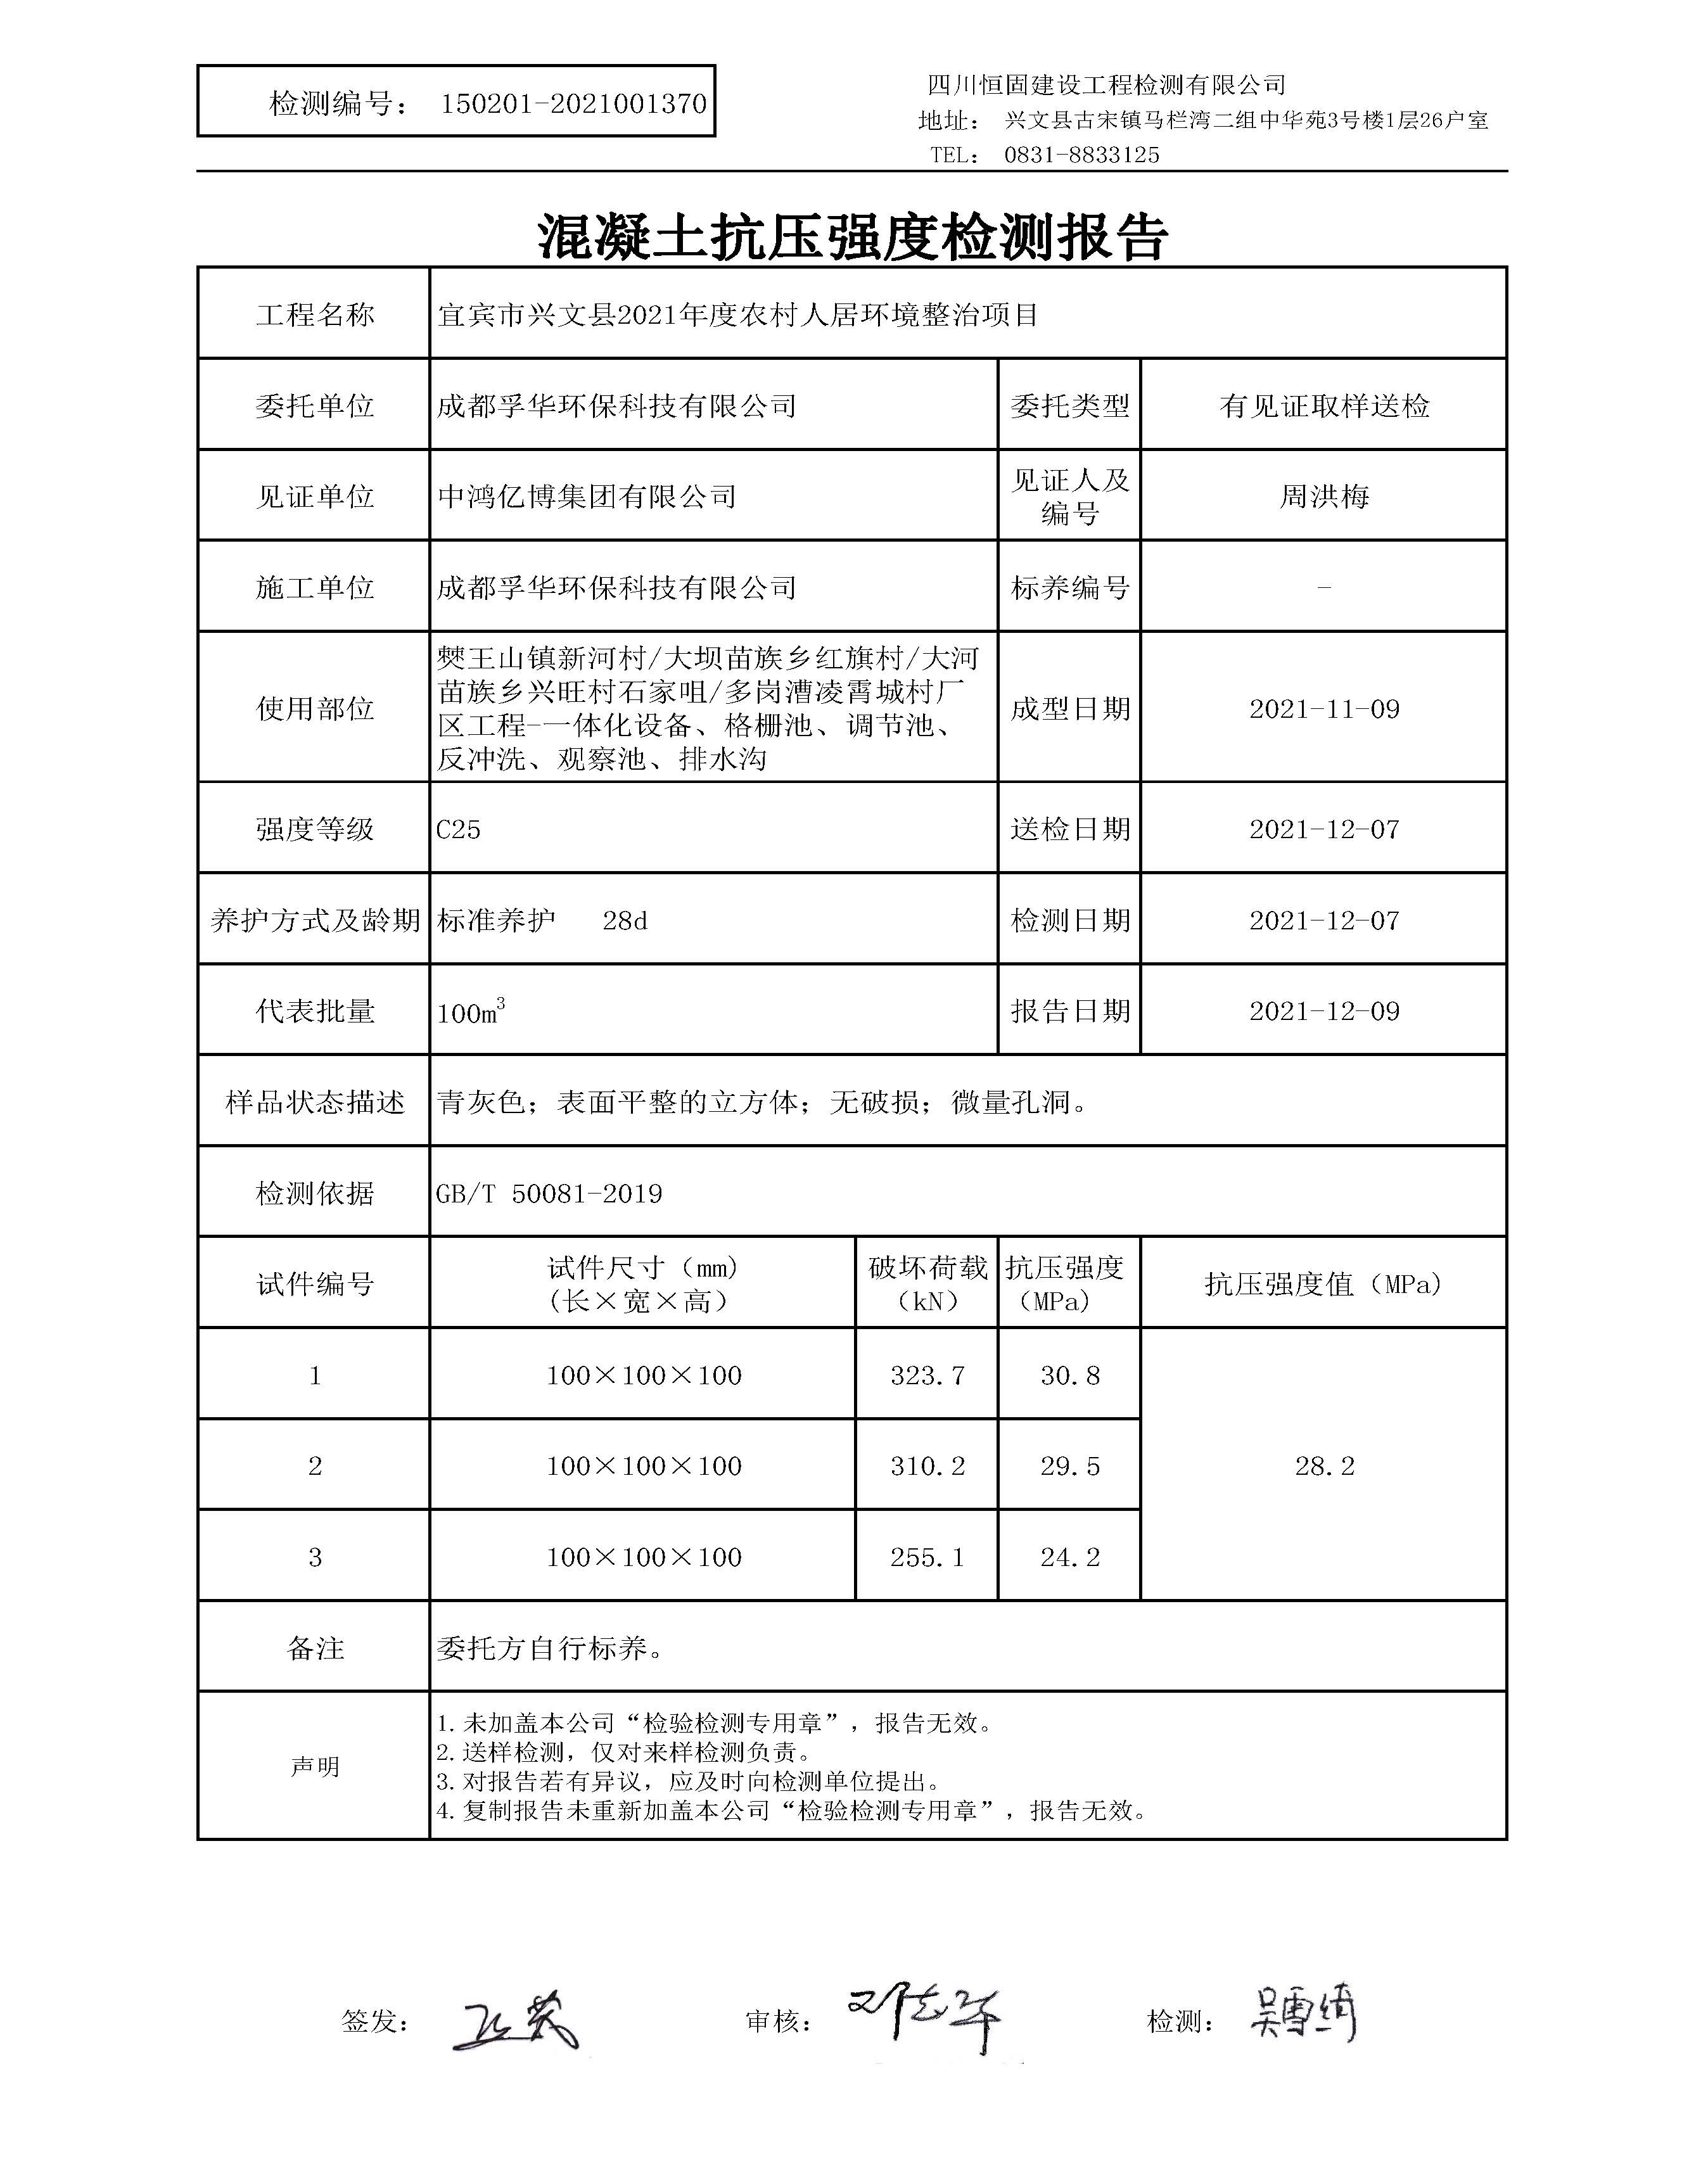 检测编号： 150201-2021001370
四川恒固建设工程检测有限公司
地址： 兴文县古宋镇马栏湾二组中华苑3号楼1层26户室
TEL： 0831-8833125
混凝土抗压强度检测报告
工程名称 宜宾市兴文县2021年度农村人居环境整治项目
委托单位 成都孚华环保科技有限公司 委托类型 有见证取样送检
见证单位 中鸿亿博集团有限公司 见证人及编号 周洪梅
施工单位 成都孚华环保科技有限公司 标养编号 -
使用部位
僰王山镇新河村/大坝苗族乡红旗村/大河
苗族乡兴旺村石家咀/多岗漕凌霄城村厂
区工程-一体化设备、格栅池、调节池、
反冲洗、观察池、排水沟
成型日期 2021-11-09
强度等级 C25 送检日期 2021-12-07
养护方式及龄期 标准养护 28d 检测日期 2021-12-07
代表批量 100m³ 报告日期 2021-12-09
样品状态描述 青灰色；表面平整的立方体；无破损；微量孔洞。
检测依据 GB/T 50081-2019
试件编号 试件尺寸（mm) (长×宽×高） 破坏荷载（kN） 抗压强度（MPa) 抗压强度值（MPa)
1 100×100×100 323.7 30.8
2 100×100×100 310.2 29.5 28.2
3 100×100×100 255.1 24.2
备注 委托方自行标养。
声明
1.未加盖本公司“检验检测专用章”，报告无效。
2.送样检测，仅对来样检测负责。
3.对报告若有异议，应及时向检测单位提出。
4.复制报告未重新加盖本公司“检验检测专用章”，报告无效。
签发： 审核： 检测： 吴雪绮